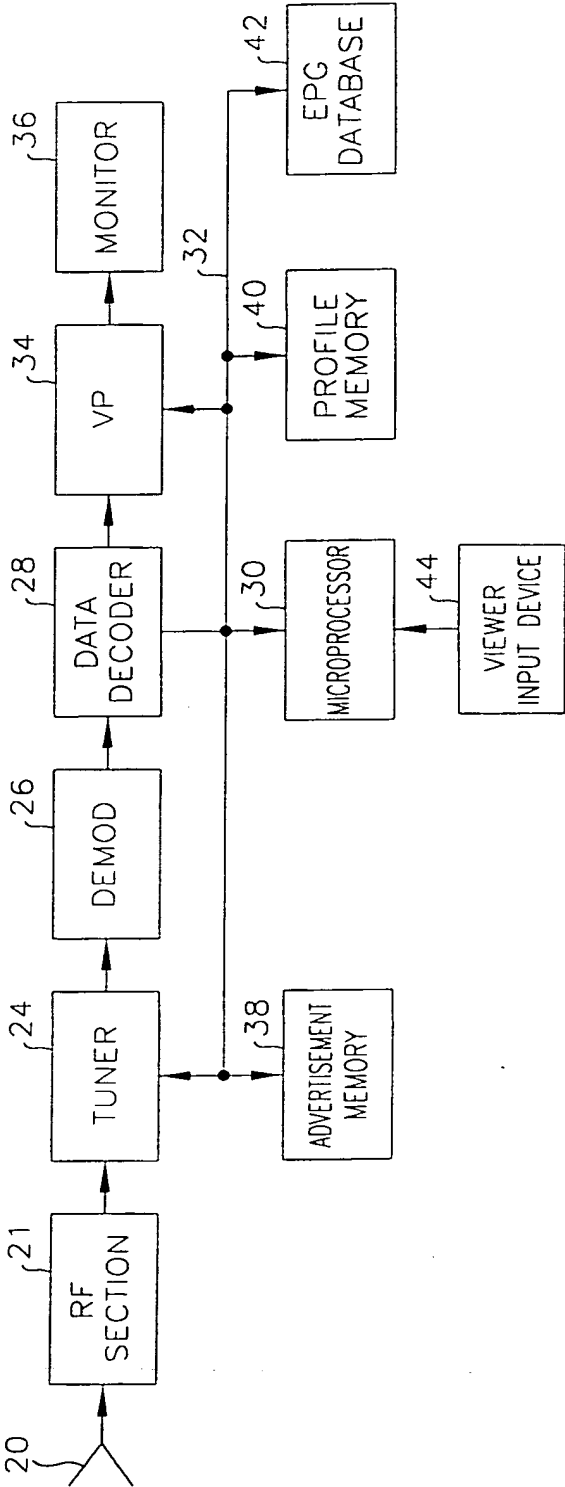 20
21
RF
SECTION
24
TUNER
26
DEMOD
28
DATA
DECODER
34
VP
36
MONITOR
32
38
ADVERTISEMENT
MEMORY
30
MICROPROCESSOR
40
PROFILE
MEMORY
42
EPG
DATABASE
44
VIEWER
INPUT DEVICE